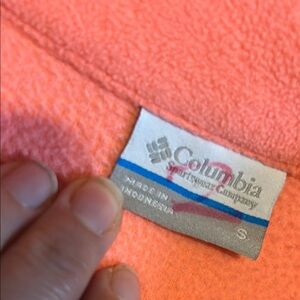 Columbia
Sportswear Company
MADE IN
INDONESIA
S